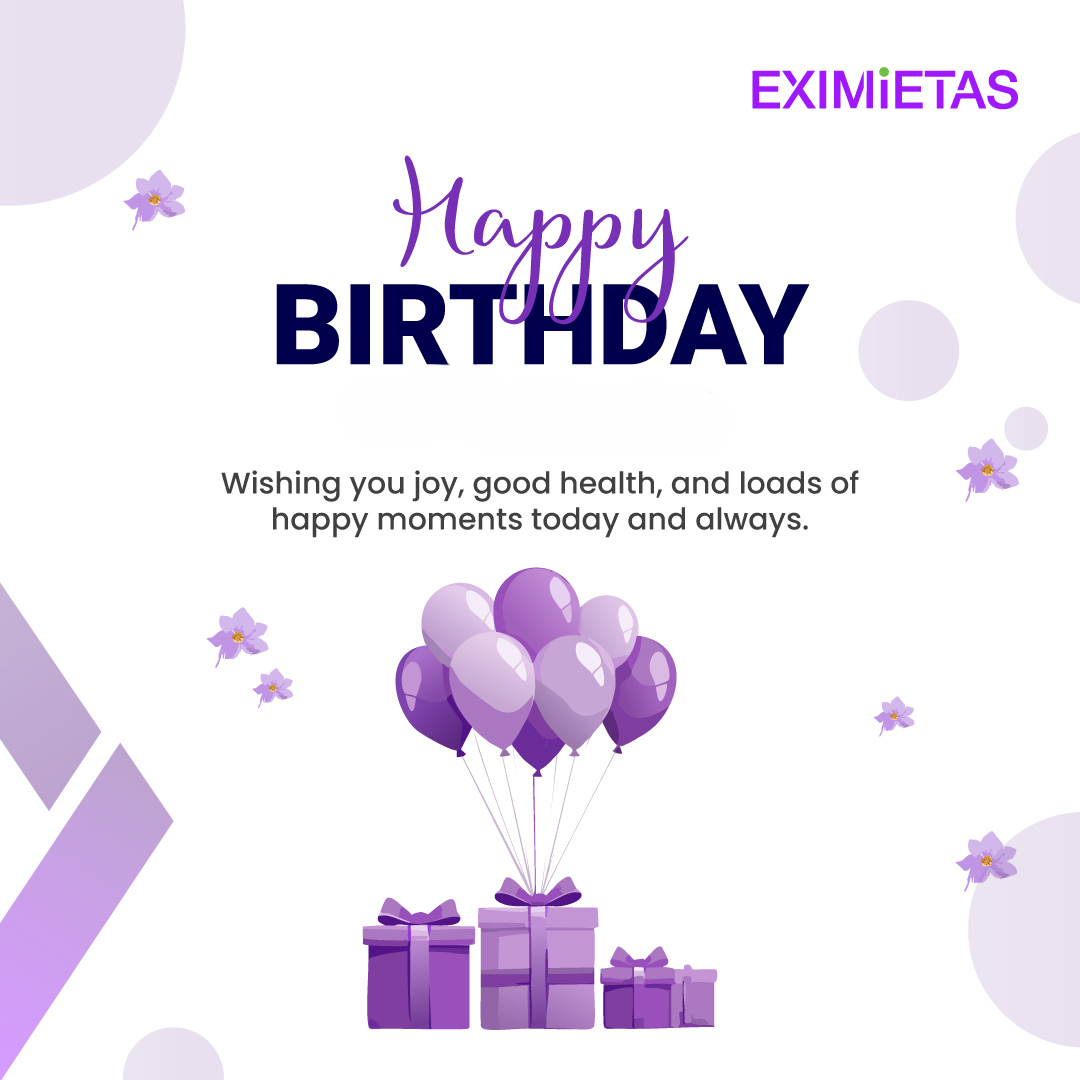 EXIMiETAS
Happy
BIRTHDAY
Wishing you joy, good health, and loads of
happy moments today and always.